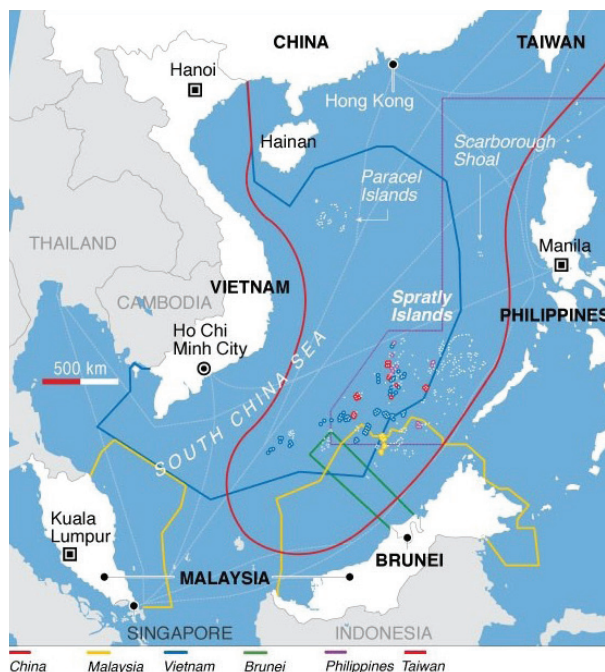 CHINA
TAIWAN
Hanoi
Hong Kong
Hainan
Scarborough
Shoal
Paracel
Islands
THAILAND
Manila
VIETNAM
CAMBODIA
Spratly
Islands
PHILIPPINES
Ho Chi
Minh City
500 km
SOUTH CHINA SEA
Kuala
Lumpur
BRUNEI
MALAYSIA
SINGAPORE
INDONESIA
China
Malaysia
Vietnam
Brunei
Philippines
Taiwan